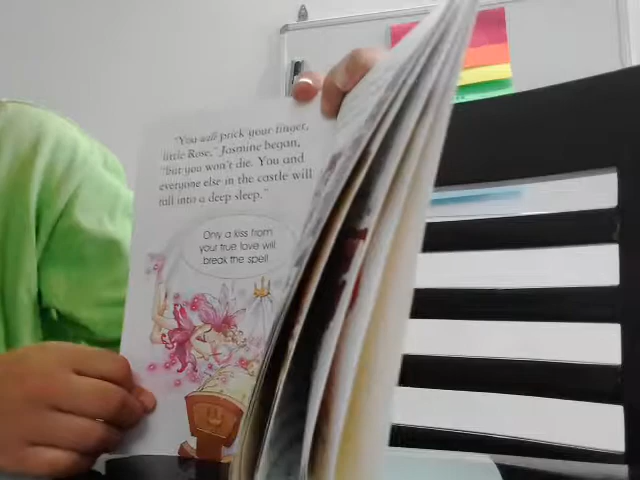 "You will prick your finger,
little Rose," Jasmine began,
"but you won't die. You and
everyone else in the castle will
fall into a deep sleep."
Only a kiss from
your true love will
break the spell!